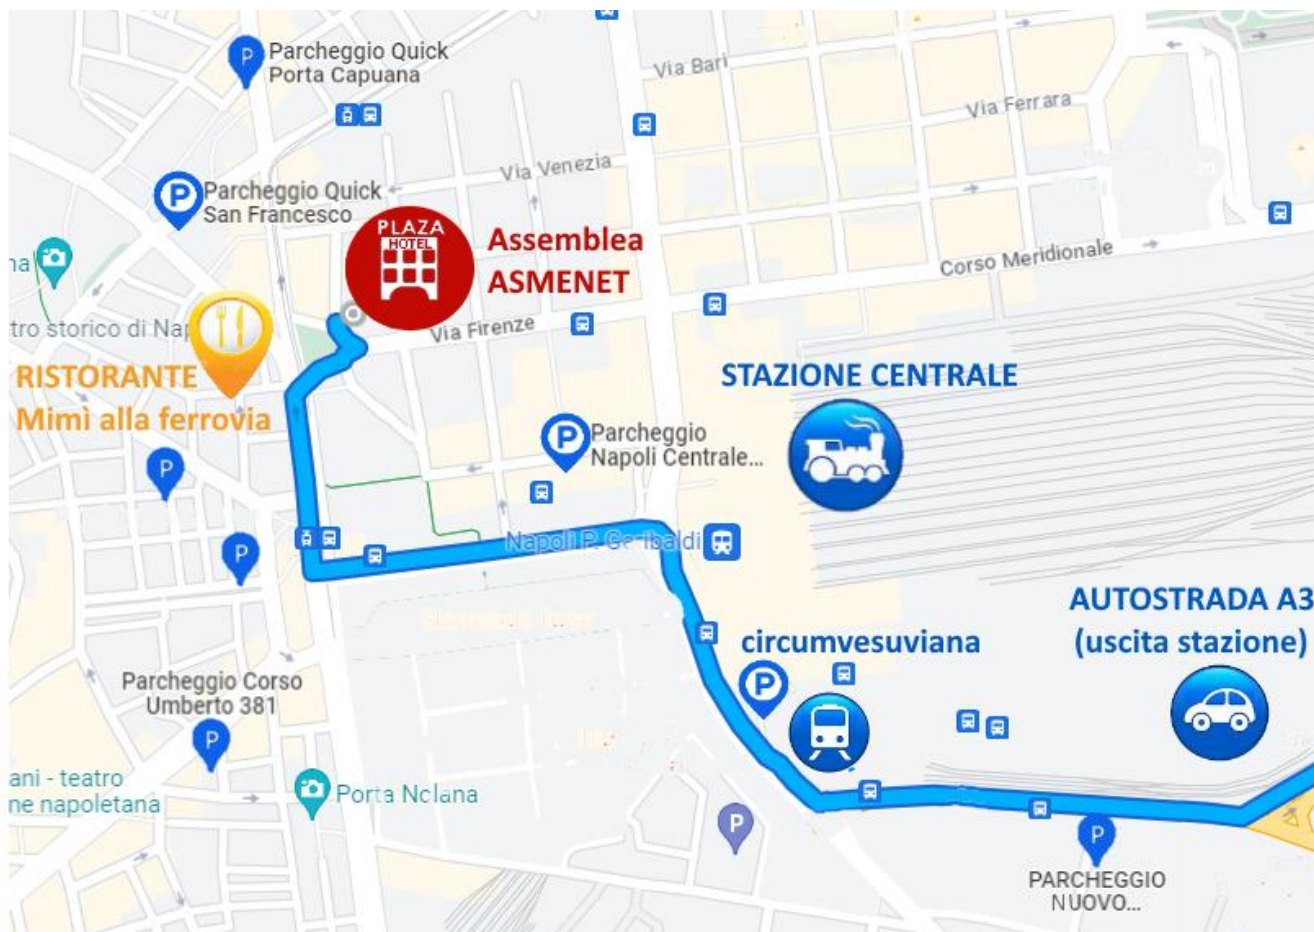 Parcheggio Quick
Porta Capuana
P
Via Bari
Via Ferrara
Via Venezia
P
Parcheggio Quick
San Francesco
PLAZA
HOTEL
Assemblea
ASMENET
na
Corso Meridionale
tro storico di Nap
Via Firenze
RISTORANTE
Mimì alla ferrovia
STAZIONE CENTRALE
P
Parcheggio
Napoli Centrale...
P
P
Napoli P. Garibaldi
AUTOSTRADA A3
(uscita stazione)
circumvesuviana
P
Parcheggio Corso
Umberto 381
P
ani - teatro
ne napoletana
Porta Nolana
P
P
PARCHEGGIO
NUOVO...